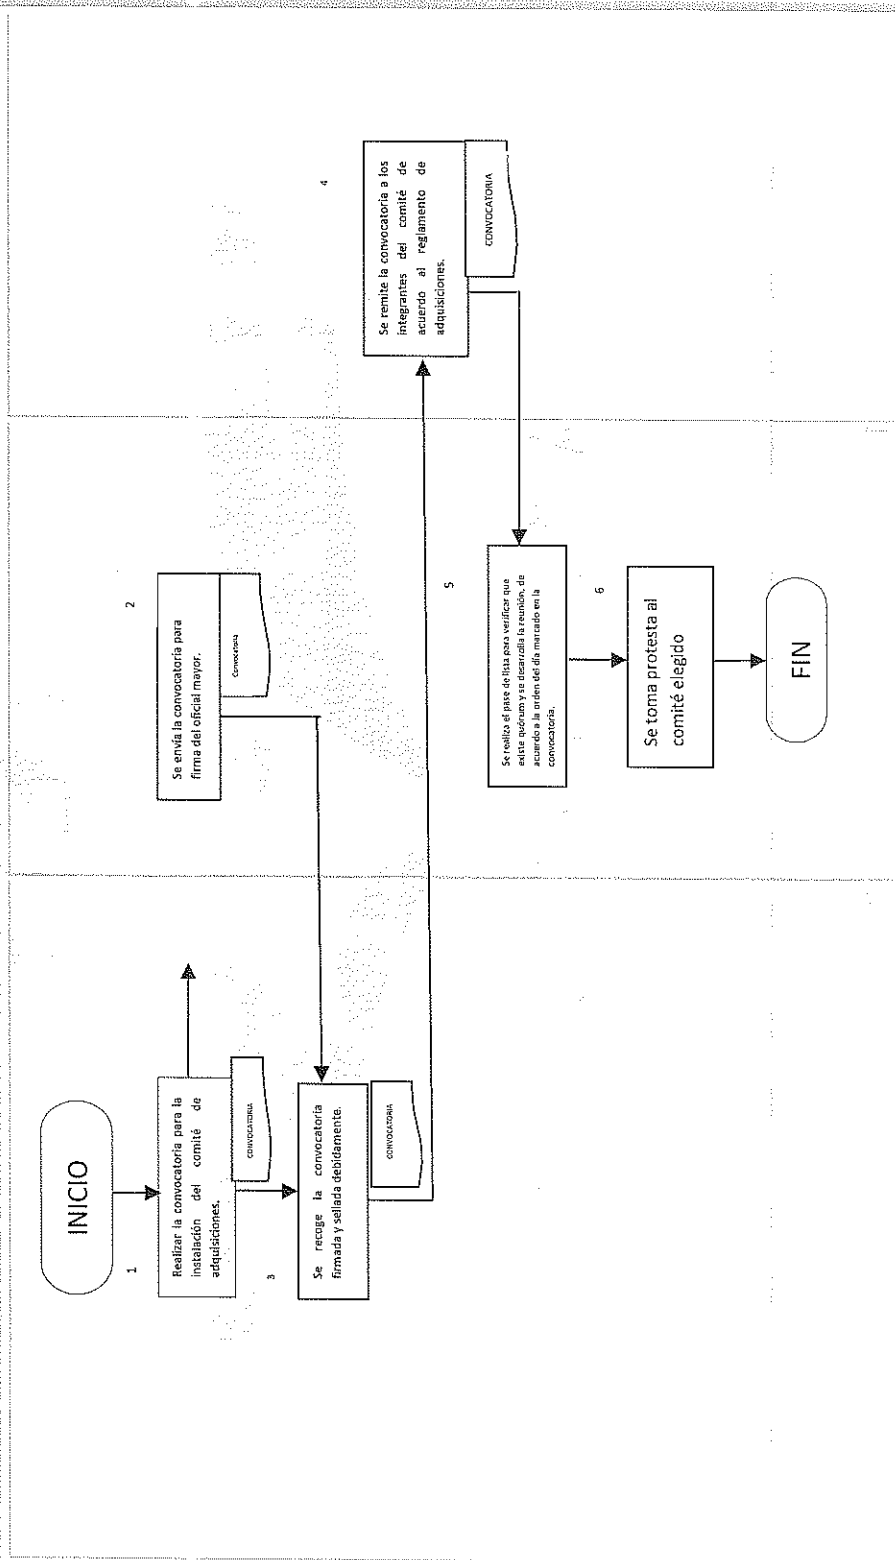 INICIO
1
Realizar la convocatoria para la
instalación del comité de
adquisiciones.
CONVOCATORIA
2
Se envía la convocatoria para
firma del oficial mayor.
Convocatoria
3
Se recoge la convocatoria
firmada y sellada debidamente.
CONVOCATORIA
4
Se remite la convocatoria a los
integrantes del comité de
acuerdo al reglamento de
adquisiciones.
CONVOCATORIA
5
Se realiza el pase de lista para verificar que
existe quórum y se desarrolla la reunión, de
acuerdo a la orden del día marcado en la
convocatoria.
6
Se toma protesta al
comité elegido
FIN